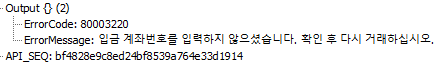 Output {} (2)
ErrorCode: 80003220
ErrorMessage: 입금 계좌번호를 입력하지 않으셨습니다. 확인 후 다시 거래하십시오.
API_SEQ: bf4828e9c8ed24bf8539a764e33d1914